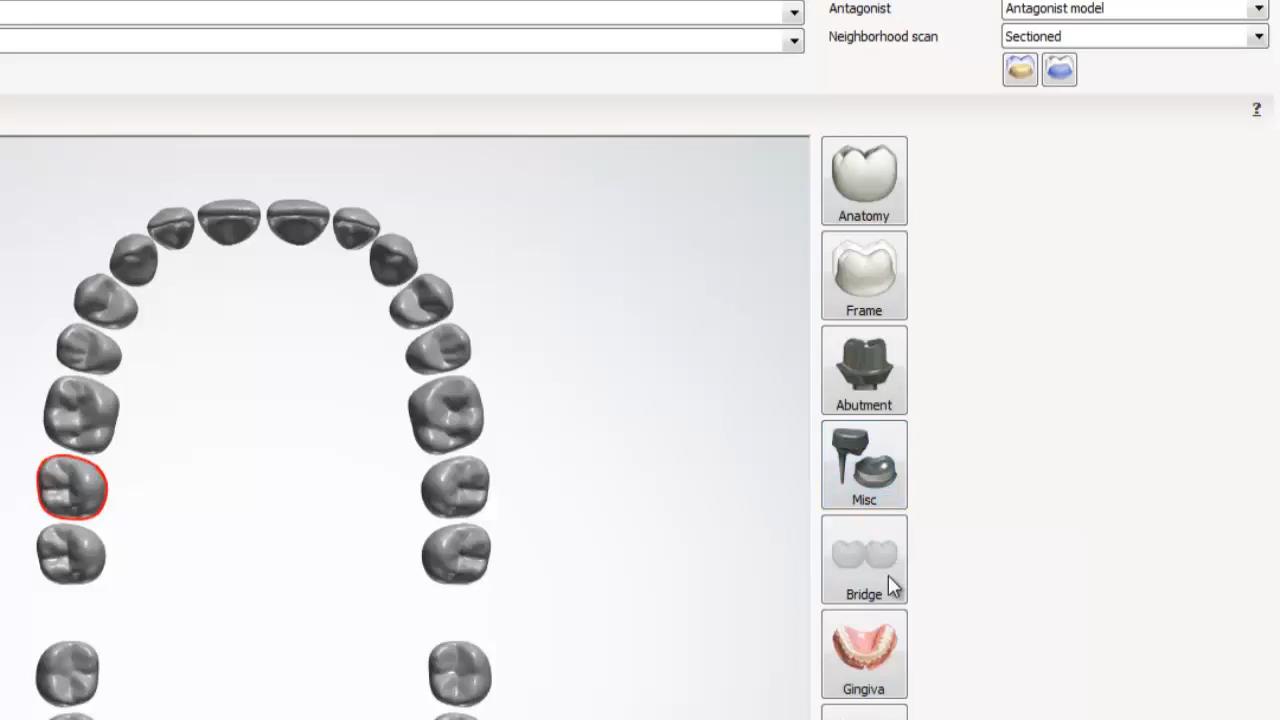 Antagonist
Antagonist model
Neighborhood scan
Sectioned
?
Anatomy
Frame
Abutment
Misc
Bridge
Gingiva